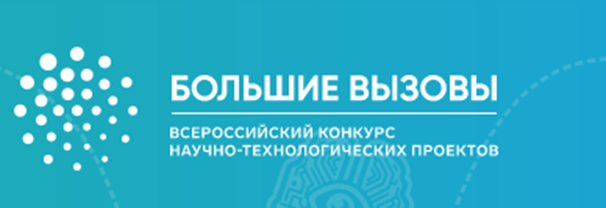 БОЛЬШИЕ ВЫЗОВЫ
ВСЕРОССИЙСКИЙ КОНКУРС
НАУЧНО-ТЕХНОЛОГИЧЕСКИХ ПРОЕКТОВ